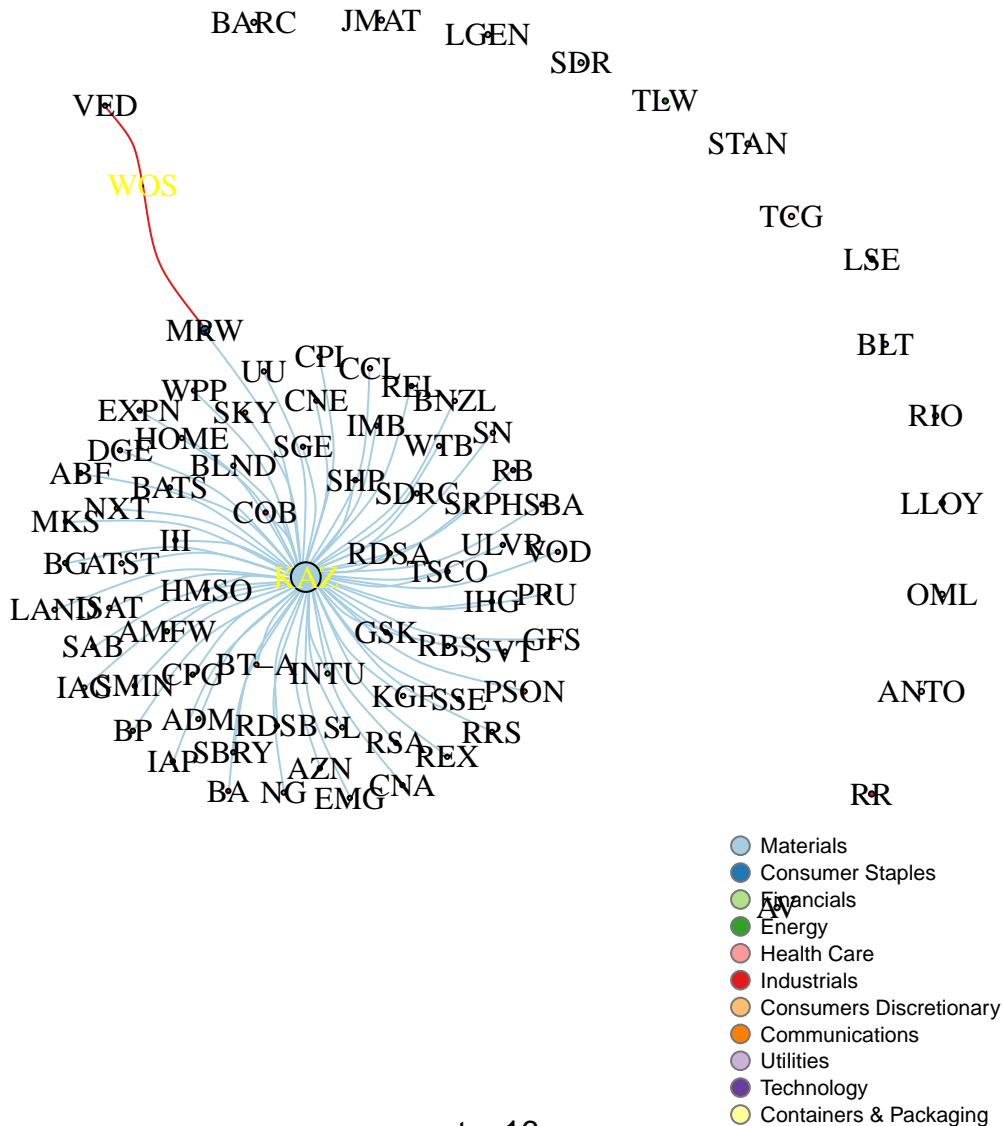 BARC
JMAT
LGEN
SDR
TLW
VED
STAN
WOS
TCG
LSE
MRW
BLT
CPI
UU
CCL
REL
WPP
CNE
BNZL
EXPN
SKY
RIO
IMB
SN
HOME
SGE
WTB
DGE
BLND
RB
ABF
SHP
BATS
SDRC
SRP
HSBA
LLOY
NXT
COB
MKS
III
ULVR
VOD
RDSA
BG
ATST
TSCO
KAZ
HMSO
PRU
OML
LAND
ISAT
IHG
AMFW
GSK
SAB
RBS
SVT
GFS
BT–A
INTU
CPG
IAG
SMIN
KGF
SSE
PSON
ANTO
ADM
RDSB
SL
BP
RRS
RSA
SBRY
REX
IAP
AZN
BA
NG
EMG
CNA
RR
Materials
Consumer Staples
Financials
AV
Energy
Health Care
Industrials
Consumers Discretionary
Communications
Utilities
Technology
Containers & Packaging